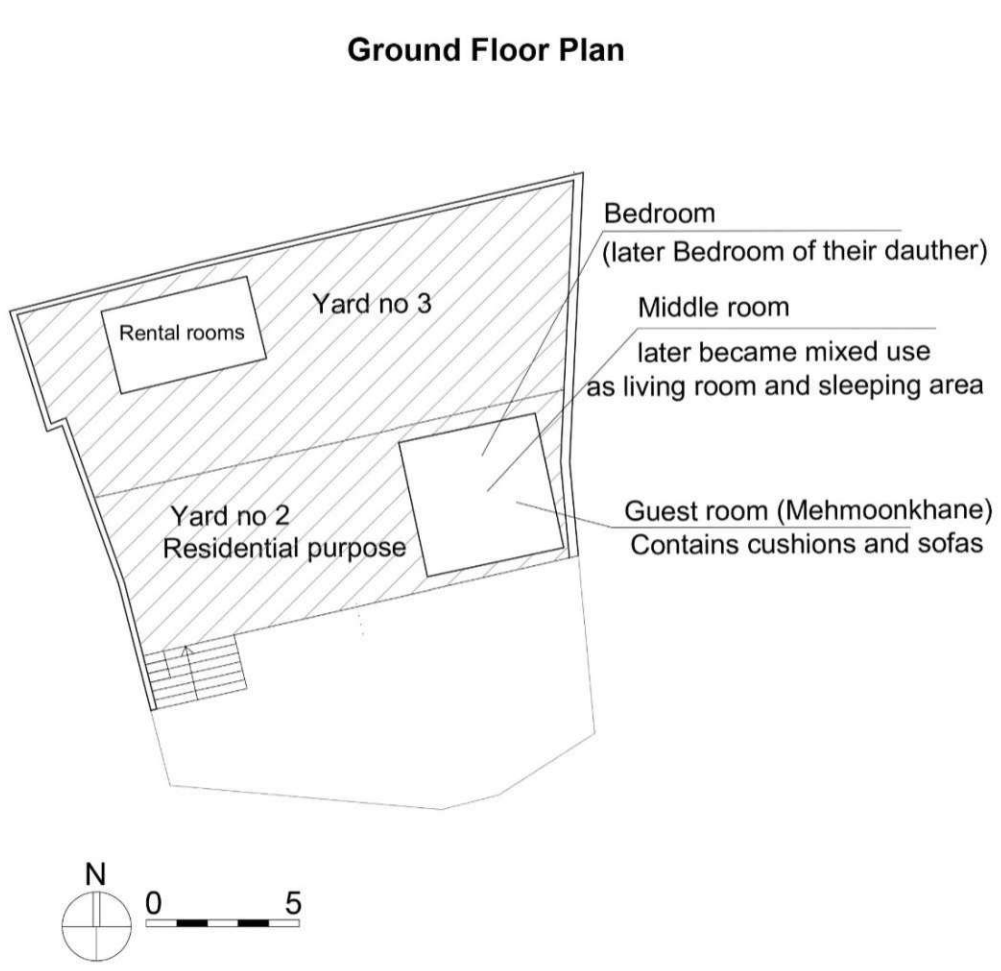 Ground Floor Plan
Bedroom
(later Bedroom of their dauther)
Middle room
later became mixed use
as living room and sleeping area
Yard no 3
Rental rooms
Yard no 2
Residential purpose
Guest room (Mehmoonkhane)
Contains cushions and sofas
N
0 5